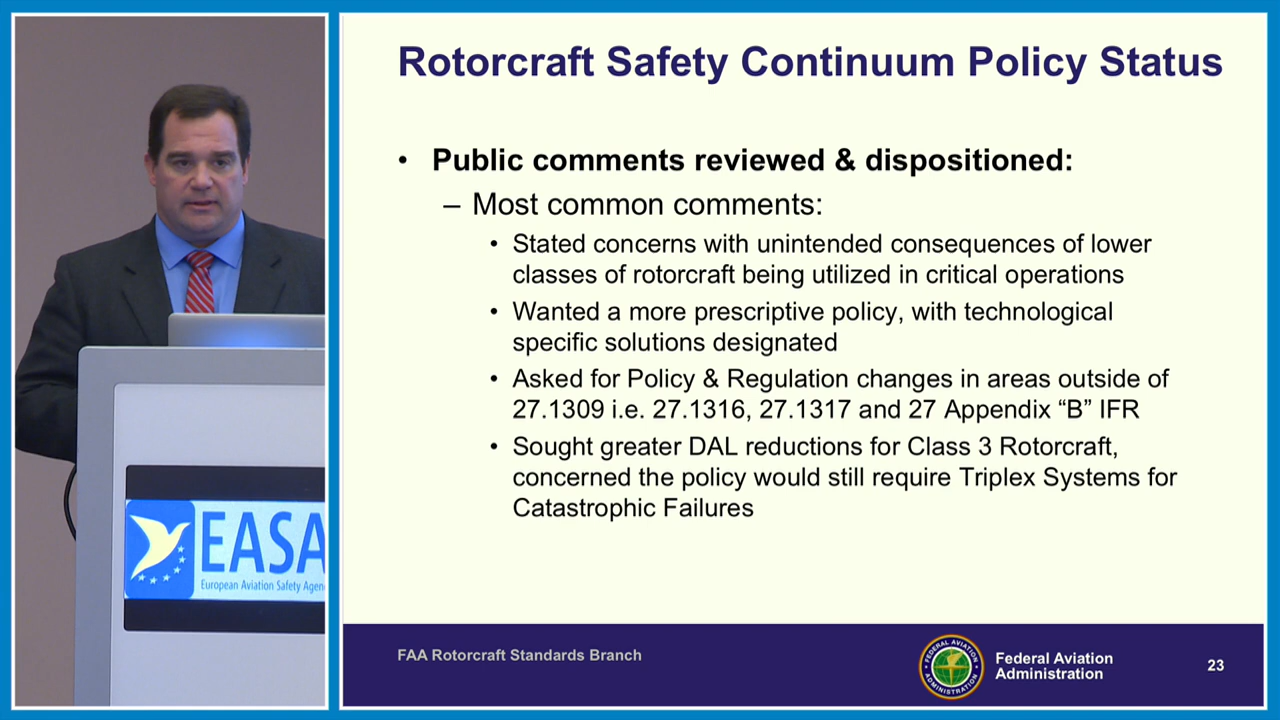 Rotorcraft Safety Continuum Policy Status
• Public comments reviewed & dispositioned:
– Most common comments:
• Stated concerns with unintended consequences of lower
classes of rotorcraft being utilized in critical operations
• Wanted a more prescriptive policy, with technological
specific solutions designated
• Asked for Policy & Regulation changes in areas outside of
27.1309 i.e. 27.1316, 27.1317 and 27 Appendix “B” IFR
• Sought greater DAL reductions for Class 3 Rotorcraft,
concerned the policy would still require Triplex Systems for
Catastrophic Failures
EASA
European Aviation Safety Agen
FAA Rotorcraft Standards Branch
FEDERAL AVIATION
ADMINISTRATION
Federal Aviation
Administration
23